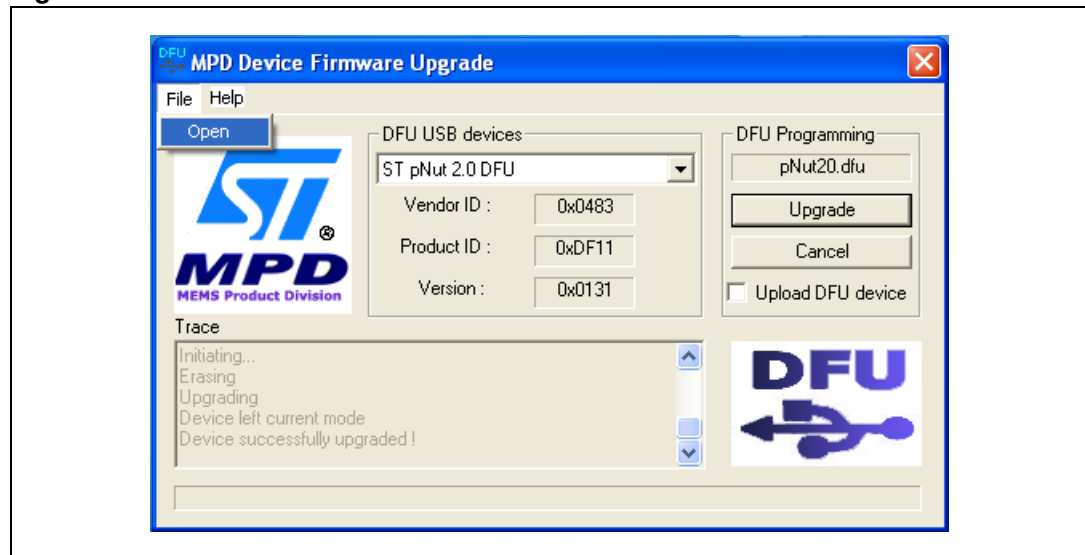 DFU MPD Device Firmware Upgrade
File Help
Open
DFU USB devices
ST pNut 2.0 DFU
Vendor ID : 0x0483
Product ID : 0xDF11
Version : 0x0131
DFU Programming
pNut20.dfu
Upgrade
Cancel
Upload DFU device
ST ®
MPD
MEMS Product Division
Trace
Initiating...
Erasing
Upgrading
Device left current mode
Device successfully upgraded !
DFU